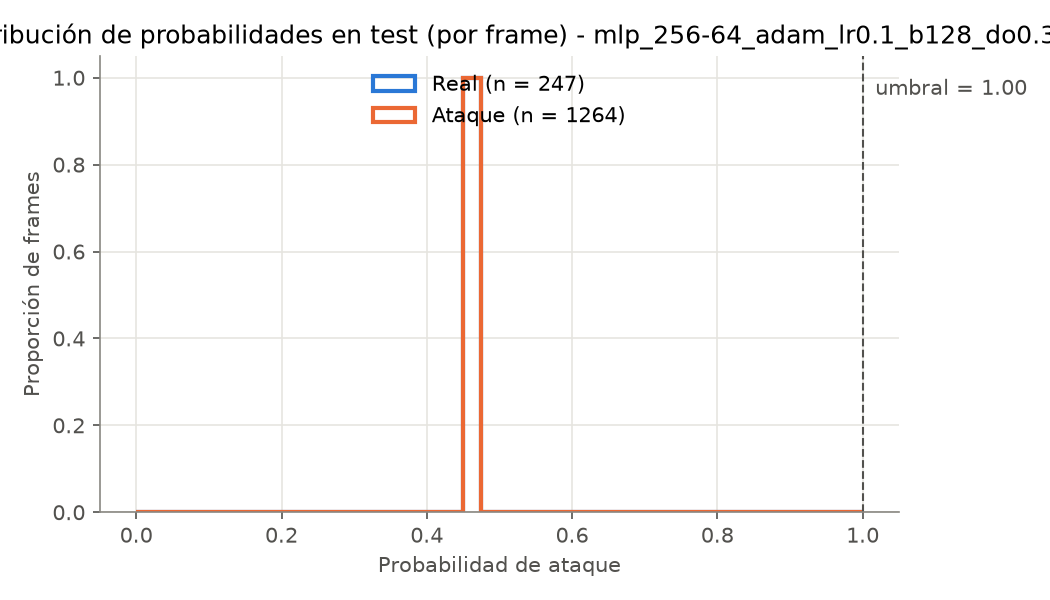 ribución de probabilidades en test (por frame) - mlp_256-64_adam_lr0.1_b128_do0.3
Real (n = 247)
Ataque (n = 1264)
umbral = 1.00
Proporción de frames
1.0
0.8
0.6
0.4
0.2
0.0
0.0 0.2 0.4 0.6 0.8 1.0
Probabilidad de ataque